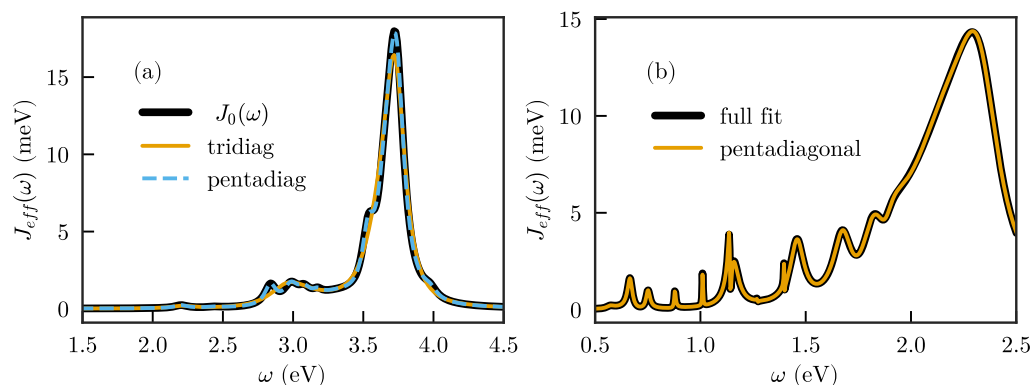 (a)
J_0(ω)
tridiag
pentadiag
J_eff(ω) (meV)
15
10
5
0
1.5 2.0 2.5 3.0 3.5 4.0 4.5
ω (eV)
(b)
full fit
pentadiagonal
J_eff(ω) (meV)
15
10
5
0
0.5 1.0 1.5 2.0 2.5
ω (eV)